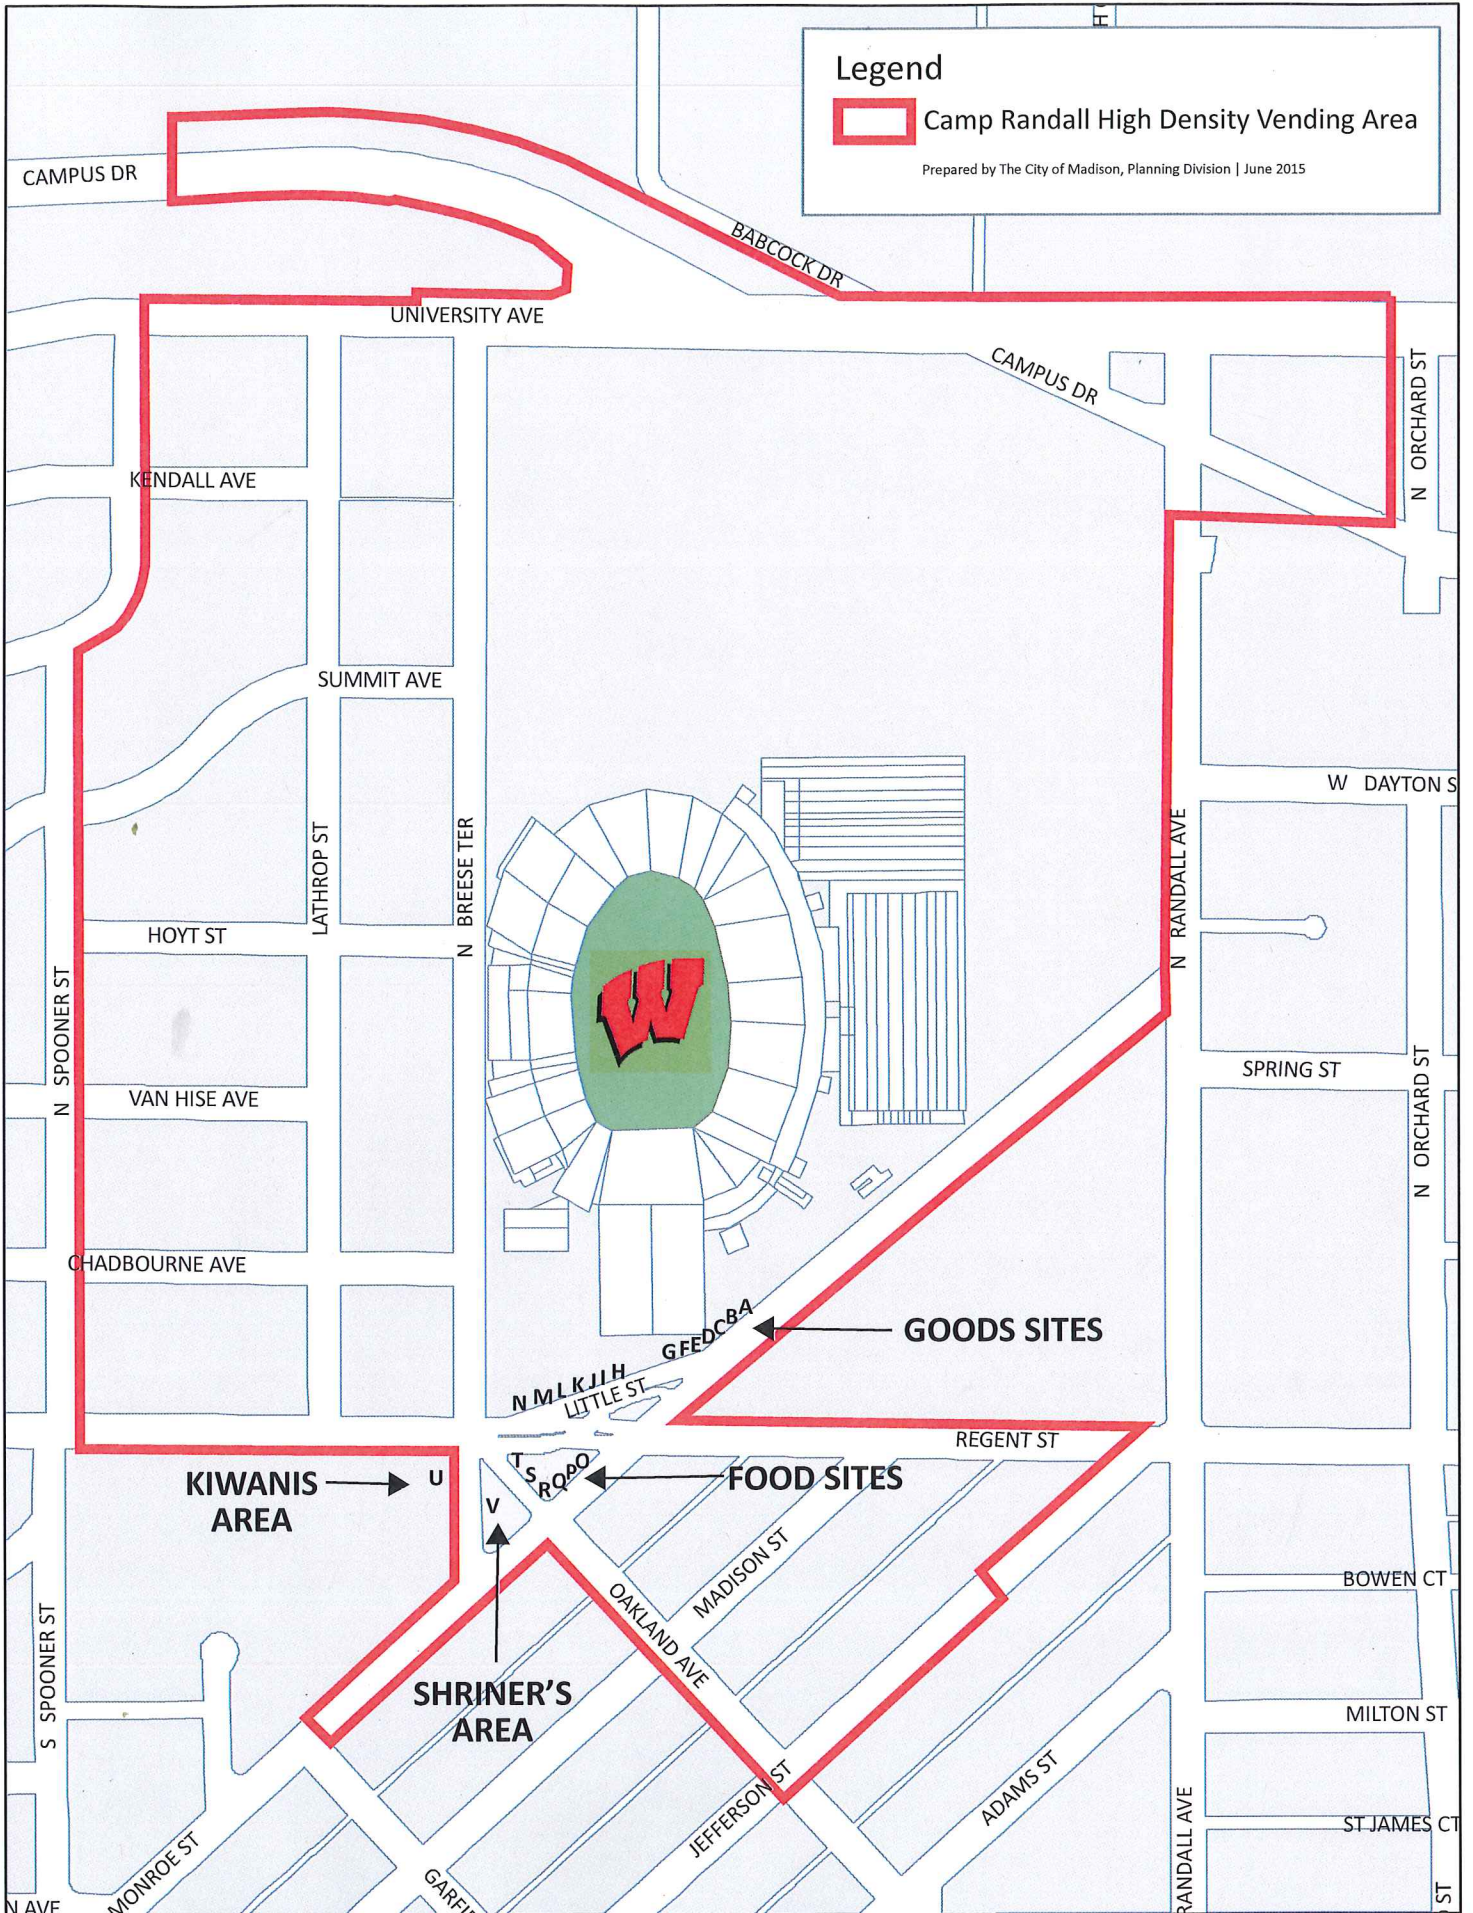 H
Legend
Camp Randall High Density Vending Area
Prepared by The City of Madison, Planning Division | June 2015
CAMPUS DR
BABCOCK DR
UNIVERSITY AVE
CAMPUS DR
N ORCHARD ST
KENDALL AVE
SUMMIT AVE
W DAYTON S
LATHROP ST
N BREESE TER
N RANDALL AVE
HOYT ST
W
N SPOONER ST
VAN HISE AVE
SPRING ST
N ORCHARD ST
CHADBOURNE AVE
A
B
C
D
E
F
G
GOODS SITES
H
I
J
K
L
M
N
LITTLE ST
REGENT ST
KIWANIS
AREA
U
T
S
R
Q
P
O
FOOD SITES
V
MADISON ST
OAKLAND AVE
BOWEN CT
S SPOONER ST
SHRINER'S
AREA
MILTON ST
JEFFERSON ST
ADAMS ST
RANDALL AVE
ST JAMES CT
MONROE ST
GARFI
N AVE
ST